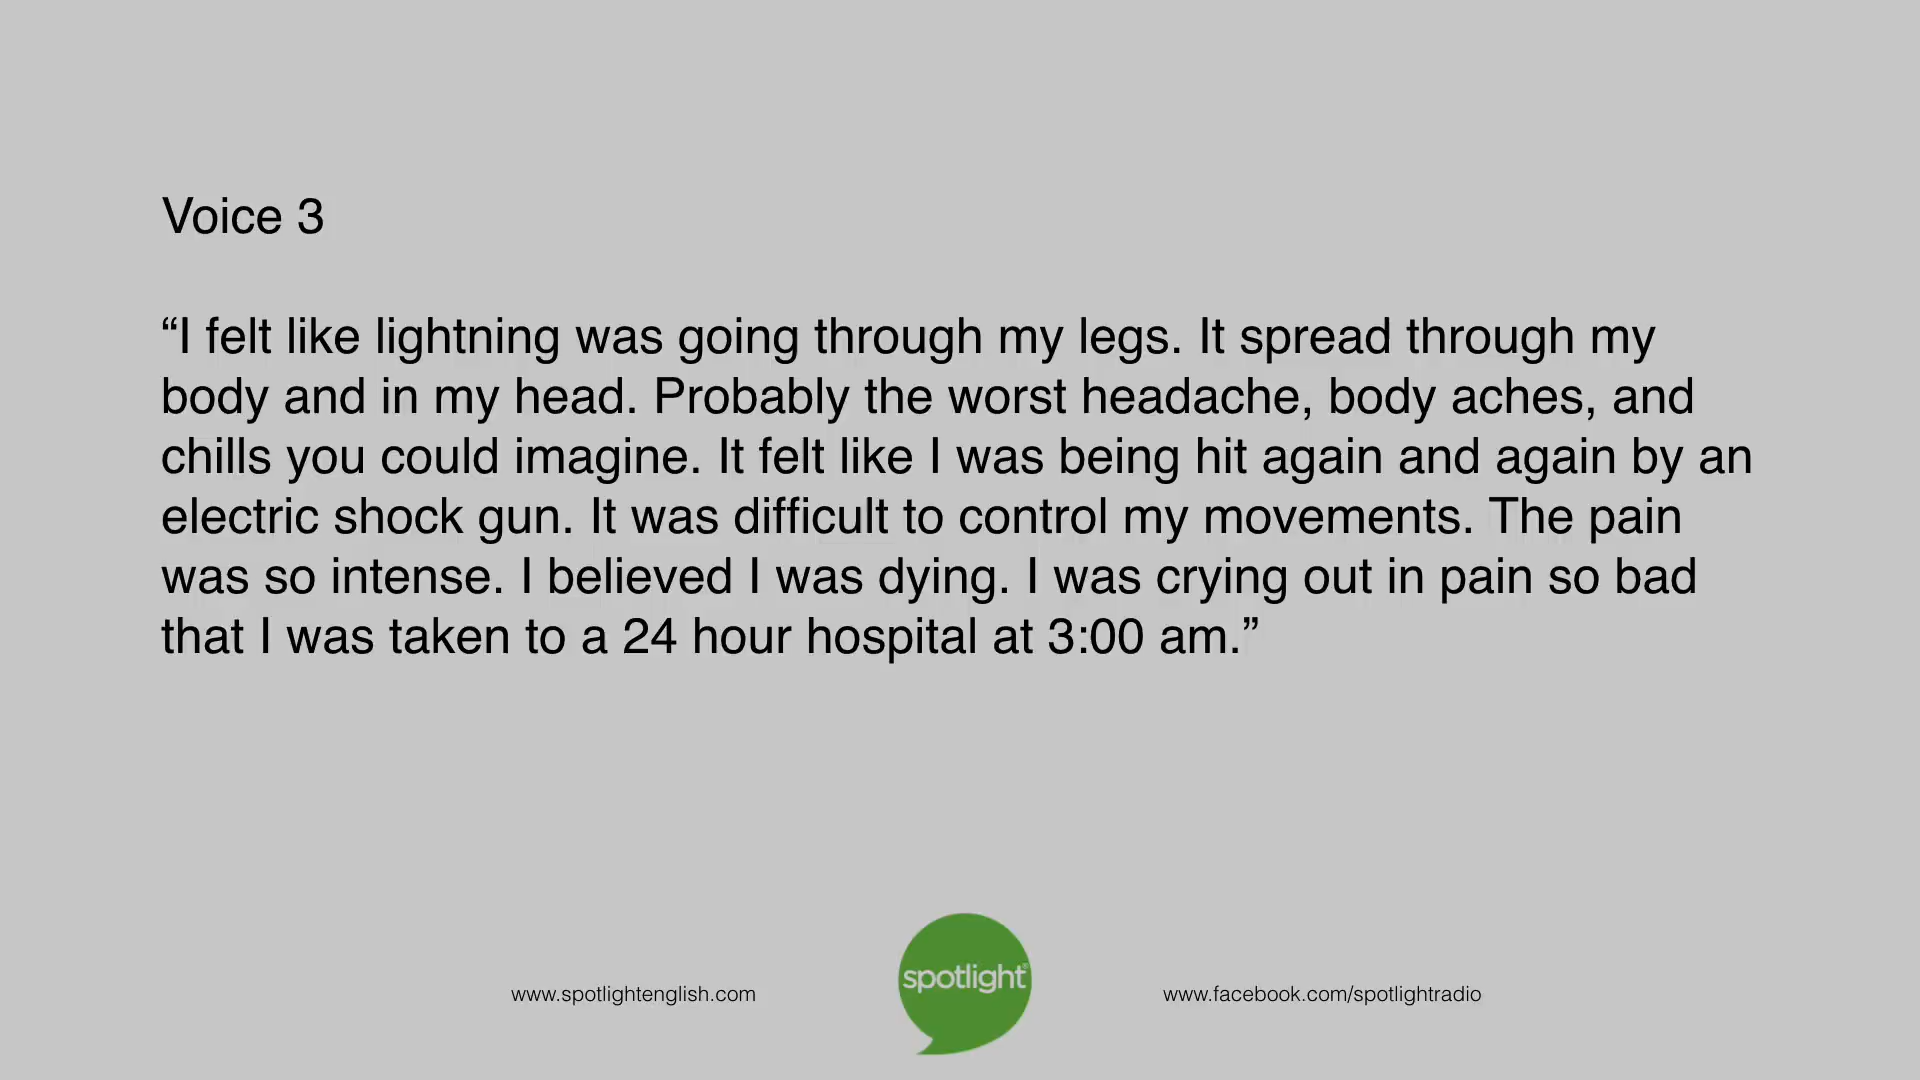 Voice 3
“I felt like lightning was going through my legs. It spread through my
body and in my head. Probably the worst headache, body aches, and
chills you could imagine. It felt like I was being hit again and again by an
electric shock gun. It was difficult to control my movements. The pain
was so intense. I believed I was dying. I was crying out in pain so bad
that I was taken to a 24 hour hospital at 3:00 am.”
www.spotlightenglish.com
spotlight®
www.facebook.com/spotlightradio